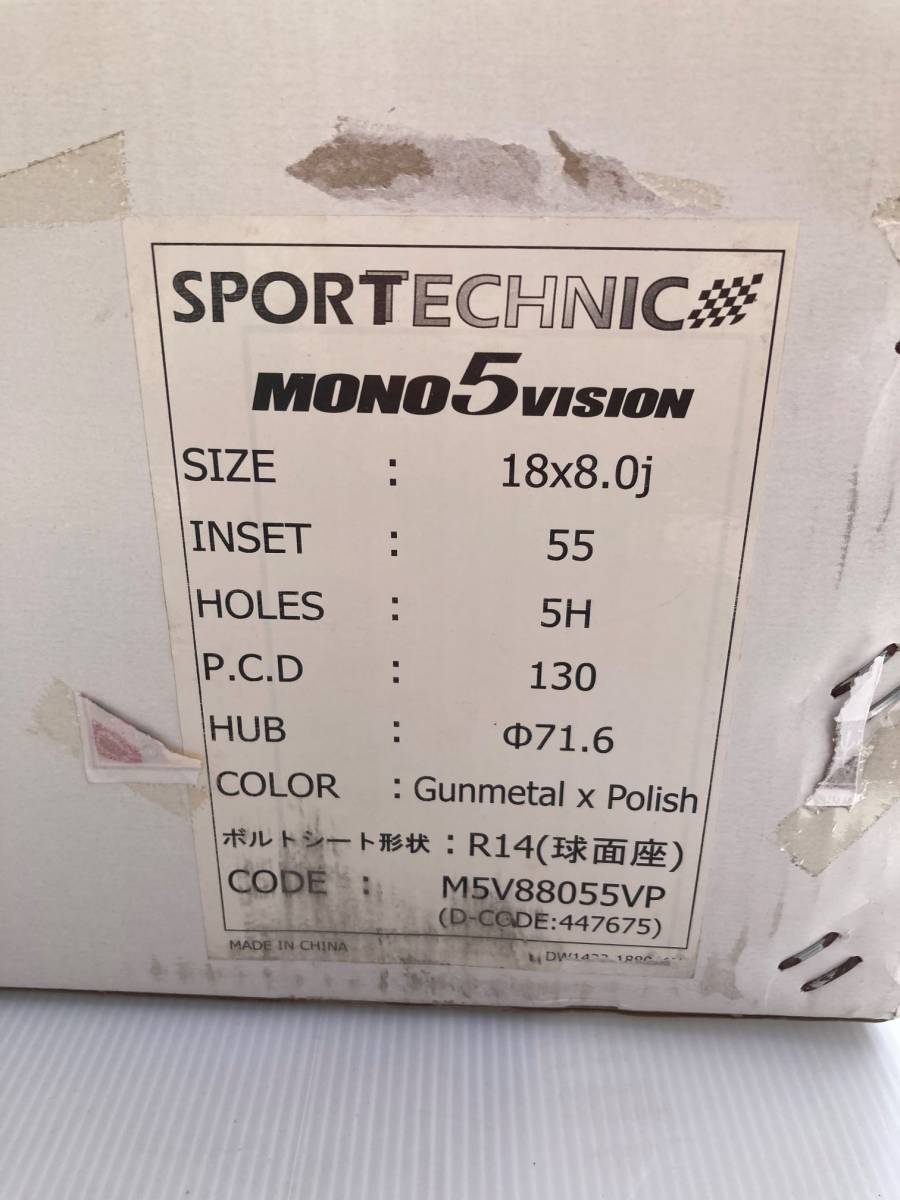 SPORTECHNIC
MONO5VISION
SIZE : 18x8.0j
INSET : 55
HOLES : 5H
P.C.D : 130
HUB : Φ71.6
COLOR : Gunmetal x Polish
ボルトシート形状 : R14(球面座)
CODE : M5V88055VP
(D-CODE:447675)
MADE IN CHINA